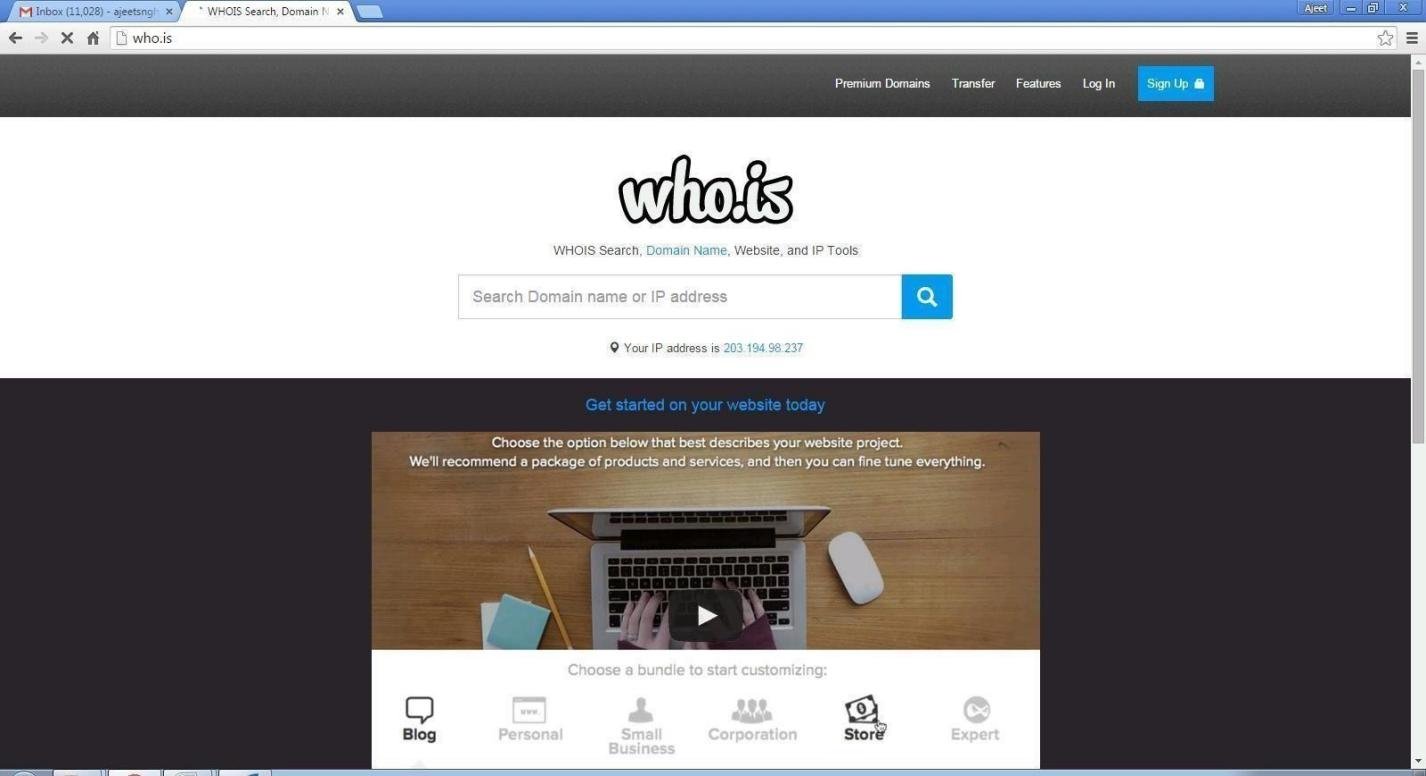 Inbox (11,028) - ajeetsngh
WHOIS Search, Domain N
Ajeet
who.is
Premium Domains
Transfer
Features
Log In
Sign Up
who.is
WHOIS Search, Domain Name, Website, and IP Tools
Search Domain name or IP address
Your IP address is 203.194.98.237
Get started on your website today
Choose the option below that best describes your website project.
We'll recommend a package of products and services, and then you can fine tune everything.
Choose a bundle to start customizing:
www.
Blog
Personal
Small
Business
Corporation
Store
Expert